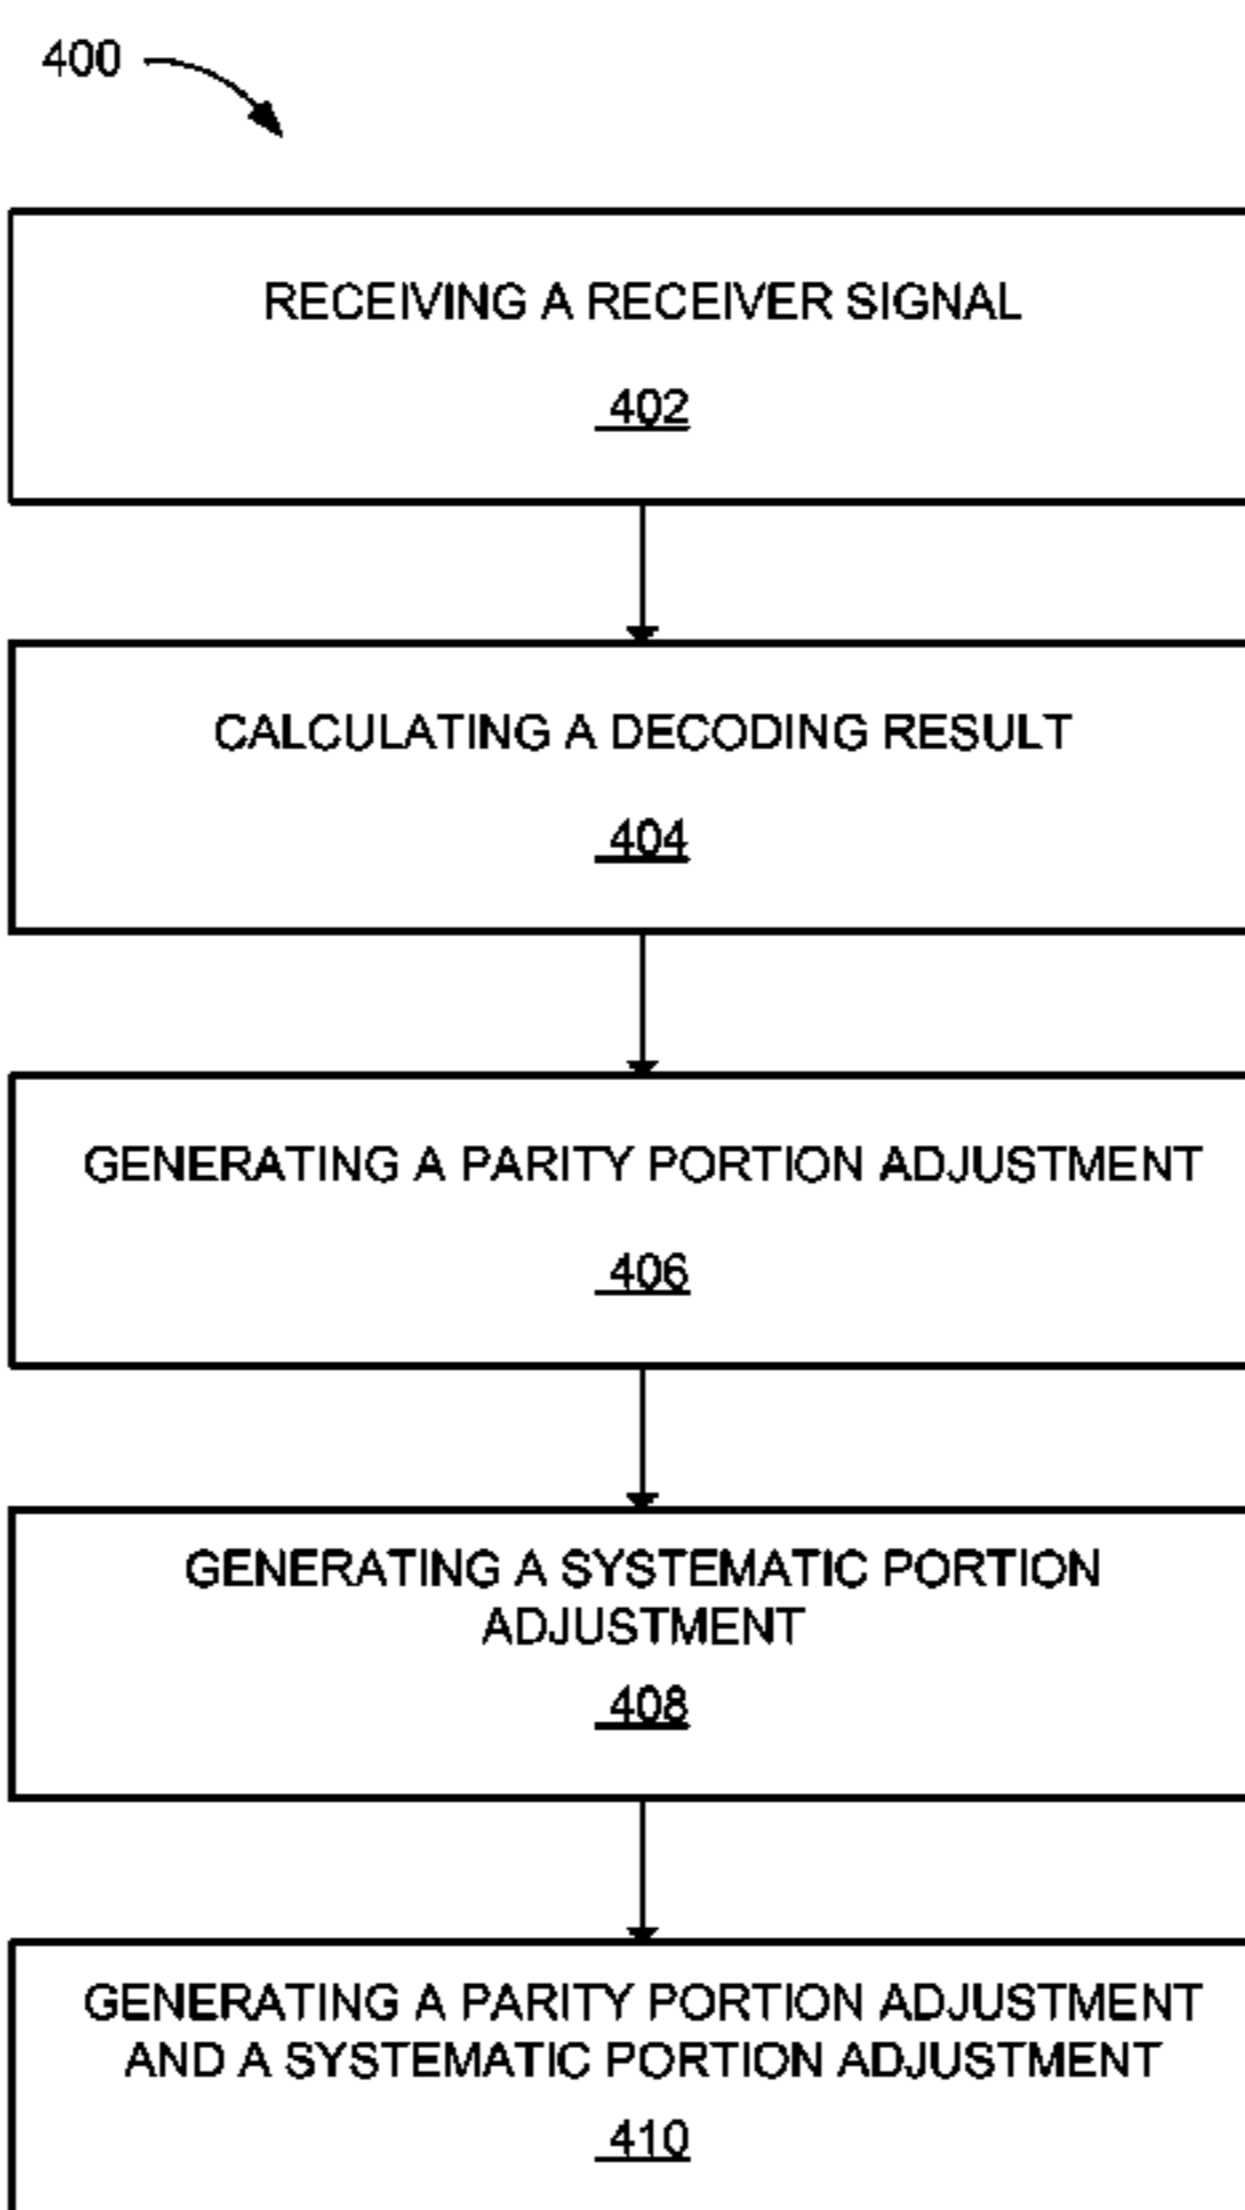 400
RECEIVING A RECEIVER SIGNAL
402
CALCULATING A DECODING RESULT
404
GENERATING A PARITY PORTION ADJUSTMENT
406
GENERATING A SYSTEMATIC PORTION
ADJUSTMENT
408
GENERATING A PARITY PORTION ADJUSTMENT
AND A SYSTEMATIC PORTION ADJUSTMENT
410